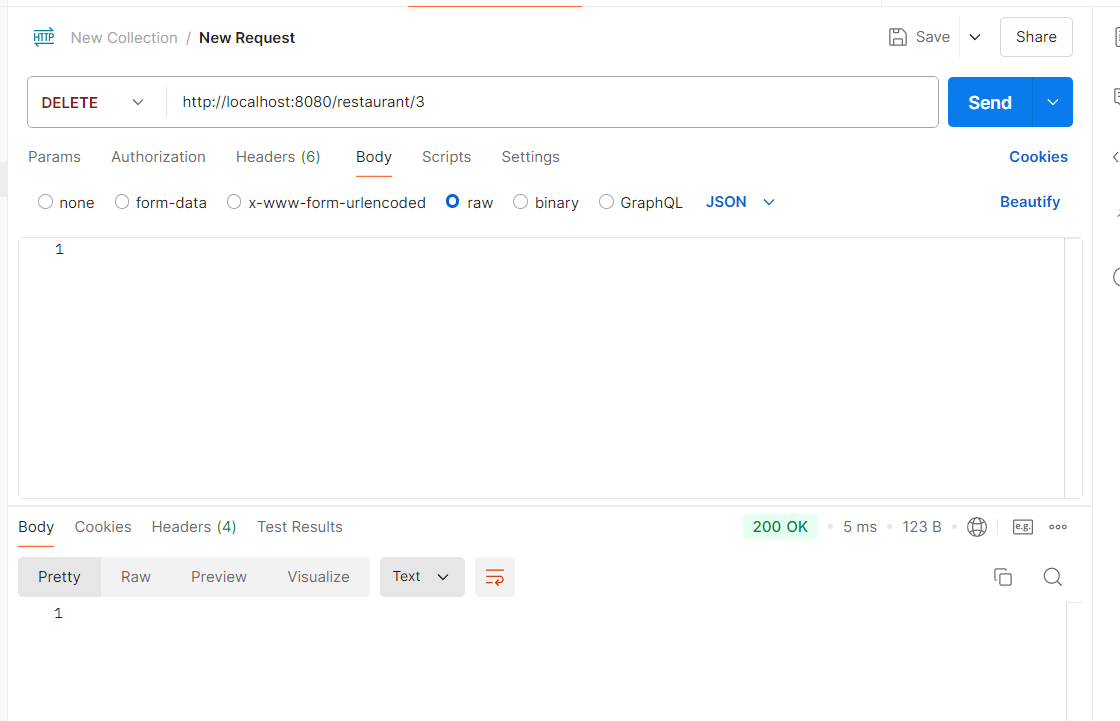 HTTP New Collection / New Request Save Share
DELETE http://localhost:8080/restaurant/3 Send
Params Authorization Headers (6) Body Scripts Settings Cookies
none form-data x-www-form-urlencoded raw binary GraphQL JSON Beautify
1
Body Cookies Headers (4) Test Results 200 OK • 5 ms • 123 B • e.g.
Pretty Raw Preview Visualize Text
1